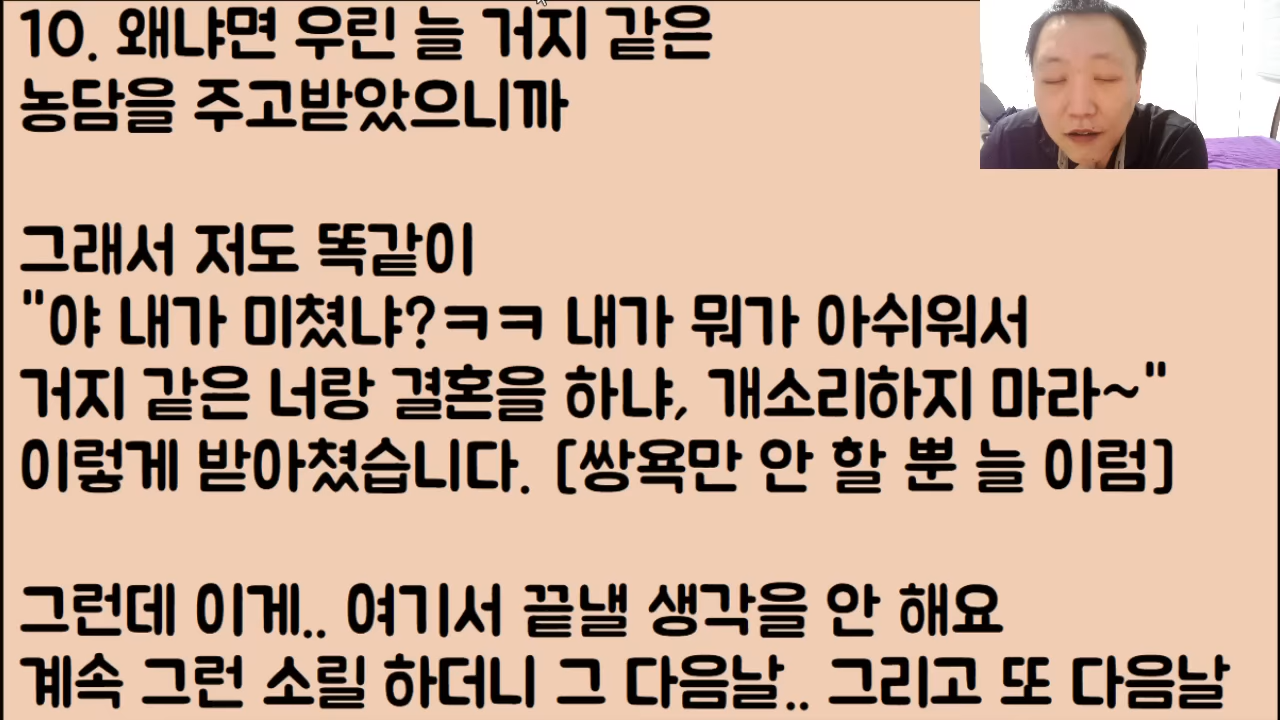 10. 왜냐면 우린 늘 거지 같은
농담을 주고받았으니까
그래서 저도 똑같이
"야 내가 미쳤냐?ㅋㅋ 내가 뭐가 아쉬워서
거지 같은 너랑 결혼을 하냐, 개소리하지 마라~"
이렇게 받아쳤습니다. [쌍욕만 안 할 뿐 늘 이럼]
그런데 이게.. 여기서 끝낼 생각을 안 해요
계속 그런 소릴 하더니 그 다음날.. 그리고 또 다음날